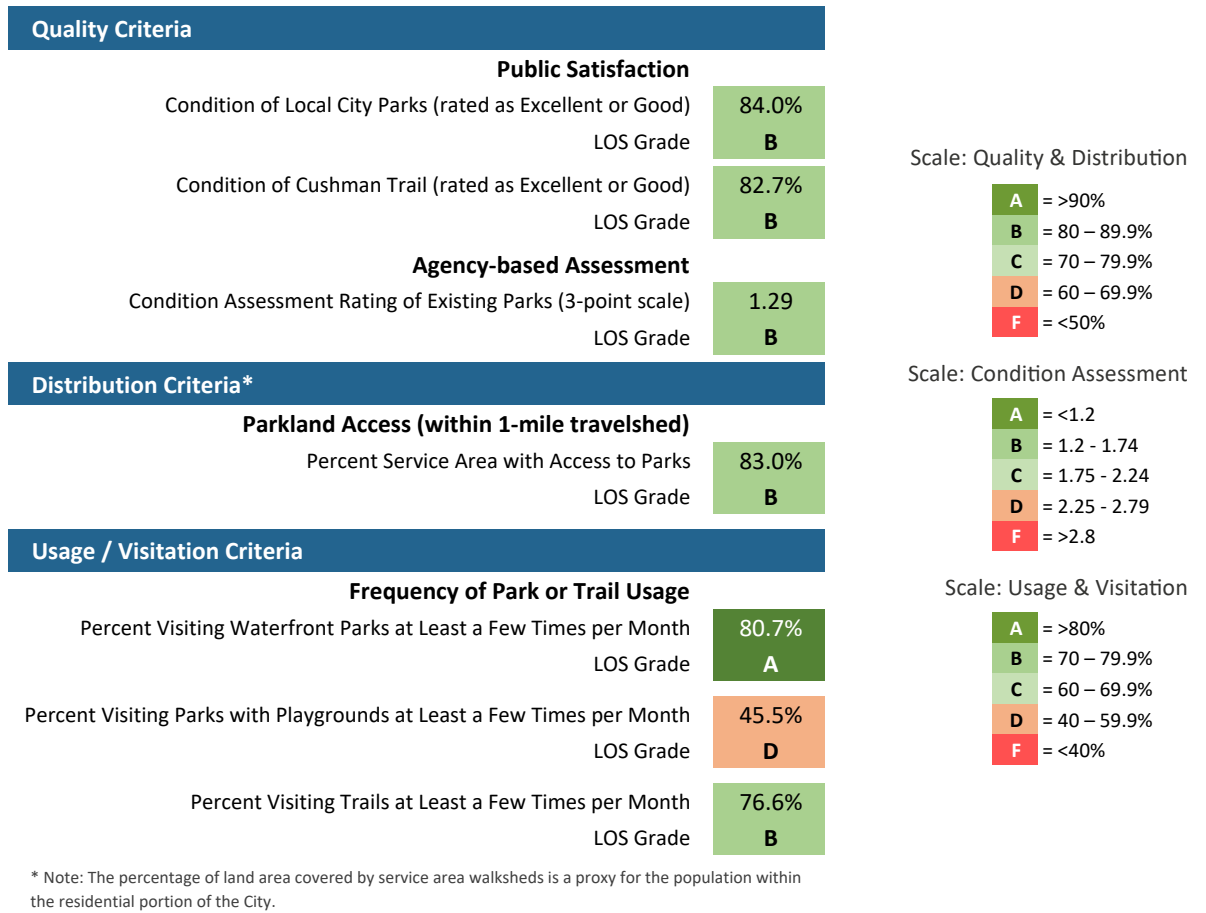 Quality Criteria
Public Satisfaction
Condition of Local City Parks (rated as Excellent or Good) 84.0%
LOS Grade B
Condition of Cushman Trail (rated as Excellent or Good) 82.7%
LOS Grade B
Agency-based Assessment
Condition Assessment Rating of Existing Parks (3-point scale) 1.29
LOS Grade B
Distribution Criteria*
Parkland Access (within 1-mile travelshed)
Percent Service Area with Access to Parks 83.0%
LOS Grade B
Usage / Visitation Criteria
Frequency of Park or Trail Usage
Percent Visiting Waterfront Parks at Least a Few Times per Month 80.7%
LOS Grade A
Percent Visiting Parks with Playgrounds at Least a Few Times per Month 45.5%
LOS Grade D
Percent Visiting Trails at Least a Few Times per Month 76.6%
LOS Grade B
* Note: The percentage of land area covered by service area walksheds is a proxy for the population within
the residential portion of the City.
Scale: Quality & Distribution
A = >90%
B = 80 – 89.9%
C = 70 – 79.9%
D = 60 – 69.9%
F = <50%
Scale: Condition Assessment
A = <1.2
B = 1.2 - 1.74
C = 1.75 - 2.24
D = 2.25 - 2.79
F = >2.8
Scale: Usage & Visitation
A = >80%
B = 70 – 79.9%
C = 60 – 69.9%
D = 40 – 59.9%
F = <40%